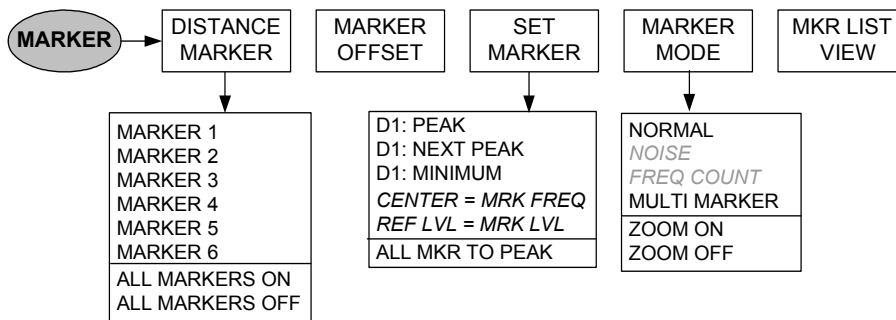 MARKER
DISTANCE
MARKER
MARKER
OFFSET
SET
MARKER
MARKER
MODE
MKR LIST
VIEW
MARKER 1
MARKER 2
MARKER 3
MARKER 4
MARKER 5
MARKER 6
ALL MARKERS ON
ALL MARKERS OFF
D1: PEAK
D1: NEXT PEAK
D1: MINIMUM
CENTER = MRK FREQ
REF LVL = MRK LVL
ALL MKR TO PEAK
NORMAL
NOISE
FREQ COUNT
MULTI MARKER
ZOOM ON
ZOOM OFF